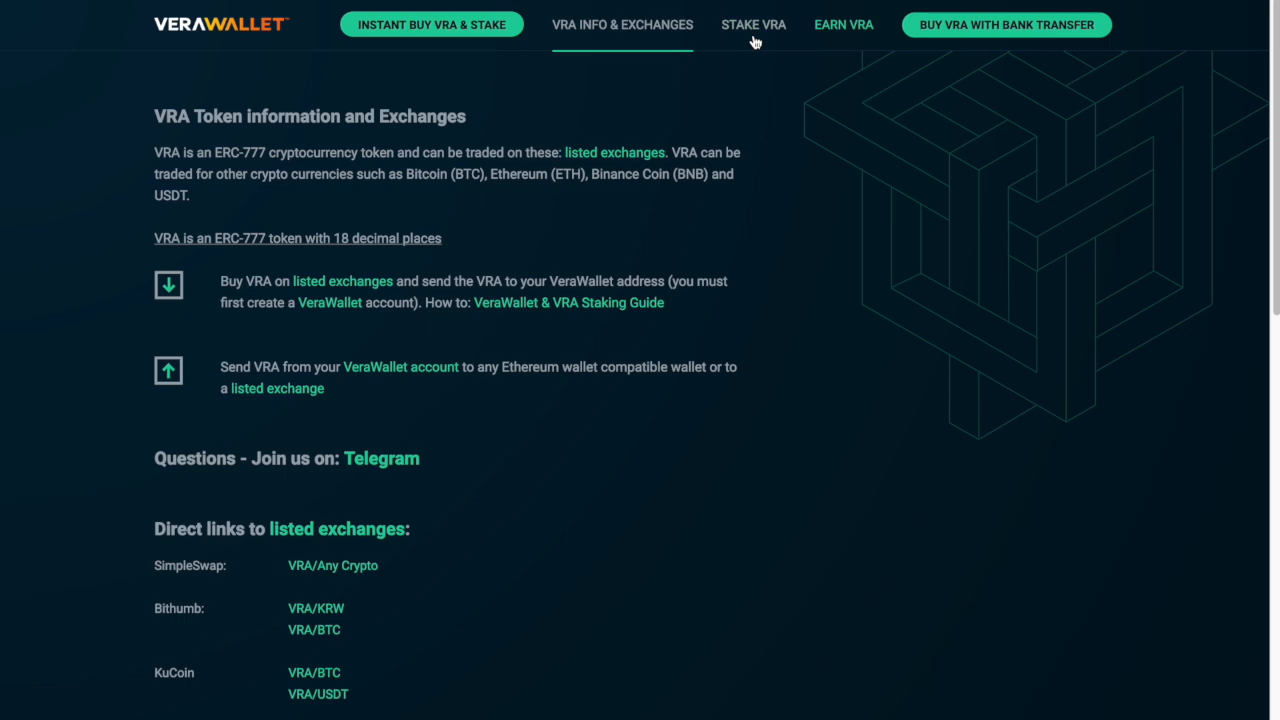 VERAWALLET™
INSTANT BUY VRA & STAKE
VRA INFO & EXCHANGES
STAKE VRA
EARN VRA
BUY VRA WITH BANK TRANSFER
VRA Token information and Exchanges
VRA is an ERC-777 cryptocurrency token and can be traded on these: listed exchanges. VRA can be
traded for other crypto currencies such as Bitcoin (BTC), Ethereum (ETH), Binance Coin (BNB) and
USDT.
VRA is an ERC-777 token with 18 decimal places
Buy VRA on listed exchanges and send the VRA to your VeraWallet address (you must
first create a VeraWallet account). How to: VeraWallet & VRA Staking Guide
Send VRA from your VeraWallet account to any Ethereum wallet compatible wallet or to
a listed exchange
Questions - Join us on: Telegram
Direct links to listed exchanges:
SimpleSwap: VRA/Any Crypto
Bithumb: VRA/KRW
VRA/BTC
KuCoin VRA/BTC
VRA/USDT